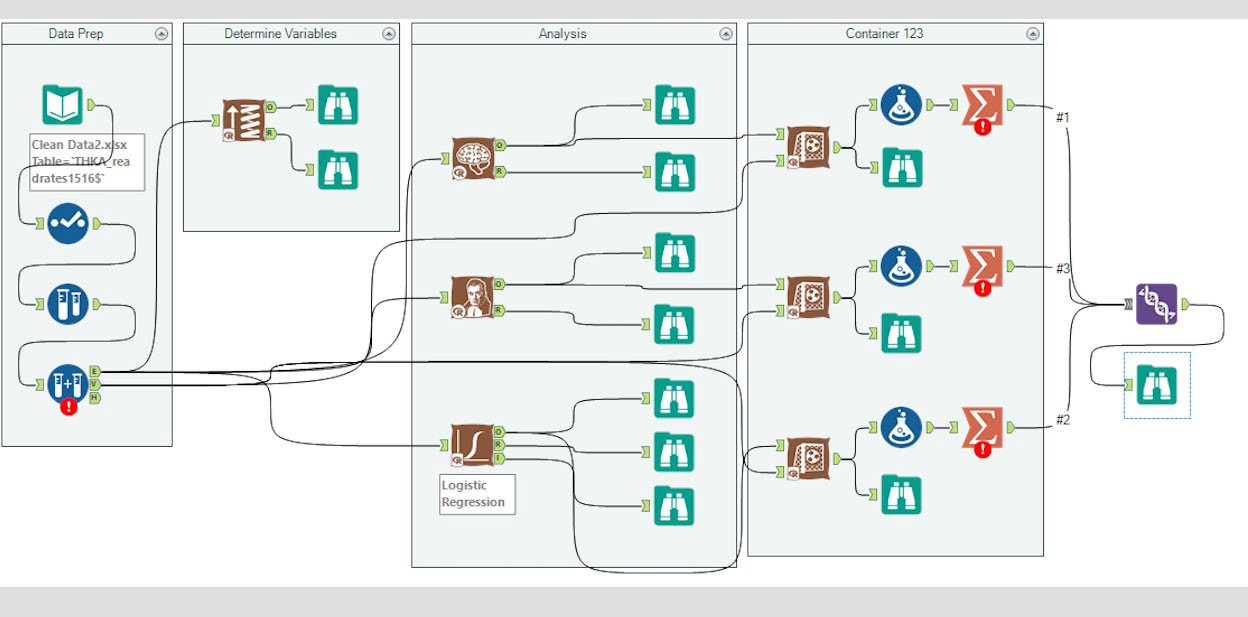 Data Prep
Determine Variables
Analysis
Container 123
Clean Data2.xlsx
Table=`THKA_rea
drates1516$`
E
V
H
O
R
O
R
O
R
O
R
I
Logistic
Regression
#1
#3
#2